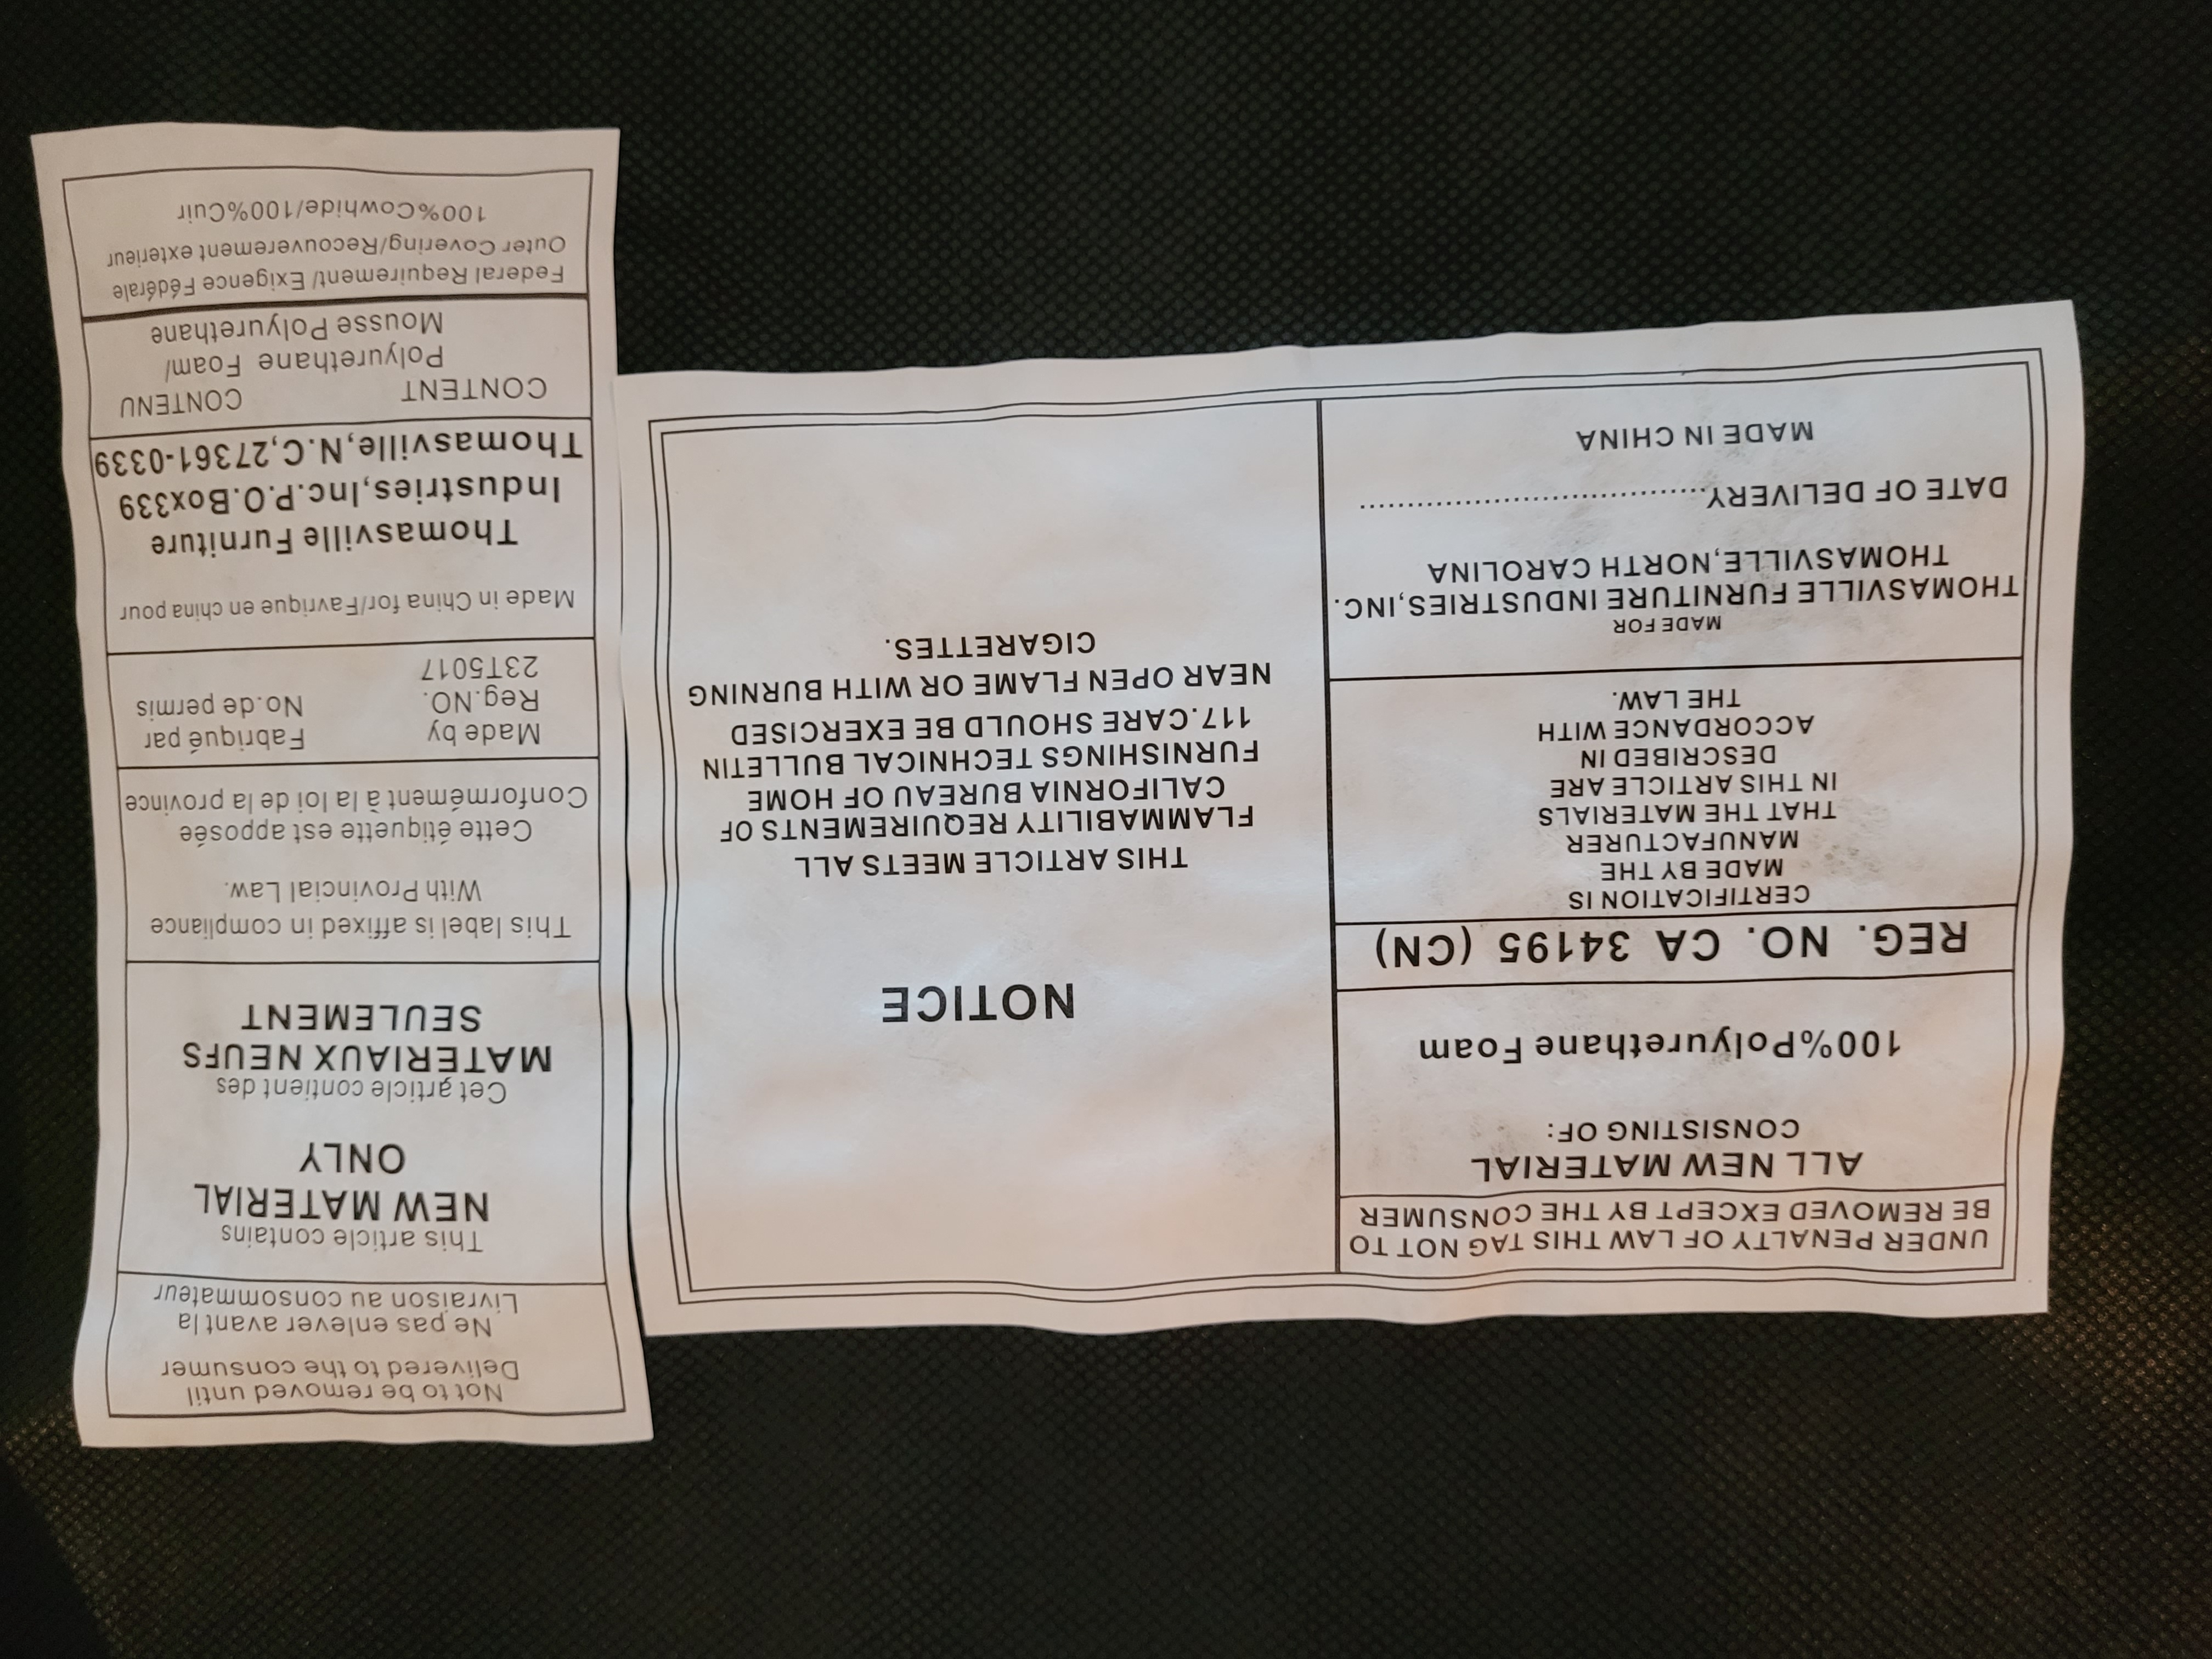 UNDER PENALTY OF LAW THIS TAG NOT TO
BE REMOVED EXCEPT BY THE CONSUMER
ALL NEW MATERIAL
CONSISTING OF:
100%Polyurethane Foam
REG. NO. CA 34195 (CN)
CERTIFICATION IS
MADE BY THE
MANUFACTURER
THAT THE MATERIALS
IN THIS ARTICLE ARE
DESCRIBED IN
ACCORDANCE WITH
THE LAW.
MADE FOR
THOMASVILLE FURNITURE INDUSTRIES,INC.
THOMASVILLE,NORTH CAROLINA
DATE OF DELIVERY......................................
MADE IN CHINA
NOTICE
THIS ARTICLE MEETS ALL
FLAMMABILITY REQUIREMENTS OF
CALIFORNIA BUREAU OF HOME
FURNISHINGS TECHNICAL BULLETIN
117.CARE SHOULD BE EXERCISED
NEAR OPEN FLAME OR WITH BURNING
CIGARETTES.
Not to be removed until
Delivered to the consumer
Ne pas enlever avant la
Livraison au consommateur
This article contains
NEW MATERIAL
ONLY
Cet article contient des
MATERIAUX NEUFS
SEULEMENT
This label is affixed in compliance
With Provincial Law.
Cette étiquette est apposée
Conformément à la loi de la province
Made by Fabriqué par
Reg.NO. No.de permis
23T5017
Made in China for/Favrique en china pour
Thomasville Furniture
Industries,Inc.P.O.Box339
Thomasville,N.C,27361-0339
CONTENT CONTENU
Polyurethane Foam/
Mousse Polyurethane
Federal Requirement/ Exigence Fédérale
Outer Covering/Recouverement exterieur
100%Cowhide/100%Cuir